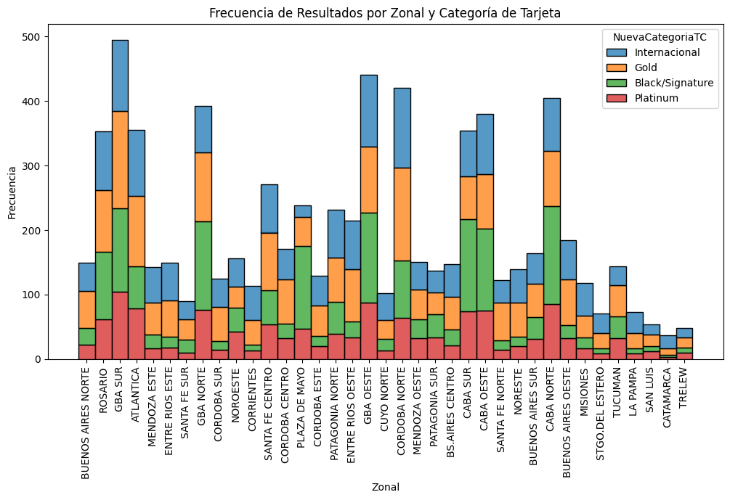 Frecuencia de Resultados por Zonal y Categoría de Tarjeta
NuevaCategoriaTC
Internacional
Gold
Black/Signature
Platinum
Frecuencia
500
400
300
200
100
0
BUENOS AIRES NORTE
ROSARIO
GBA SUR
ATLANTICA
MENDOZA ESTE
ENTRE RIOS ESTE
SANTA FE SUR
GBA NORTE
CORDOBA SUR
NOROESTE
CORRIENTES
SANTA FE CENTRO
CORDOBA CENTRO
PLAZA DE MAYO
CORDOBA ESTE
PATAGONIA NORTE
ENTRE RIOS OESTE
GBA OESTE
CUYO NORTE
CORDOBA NORTE
MENDOZA OESTE
PATAGONIA SUR
BS.AIRES CENTRO
CABA SUR
CABA OESTE
SANTA FE NORTE
NORESTE
BUENOS AIRES SUR
CABA NORTE
BUENOS AIRES OESTE
MISIONES
STGO.DEL ESTERO
TUCUMAN
LA PAMPA
SAN LUIS
CATAMARCA
TRELEW
Zonal